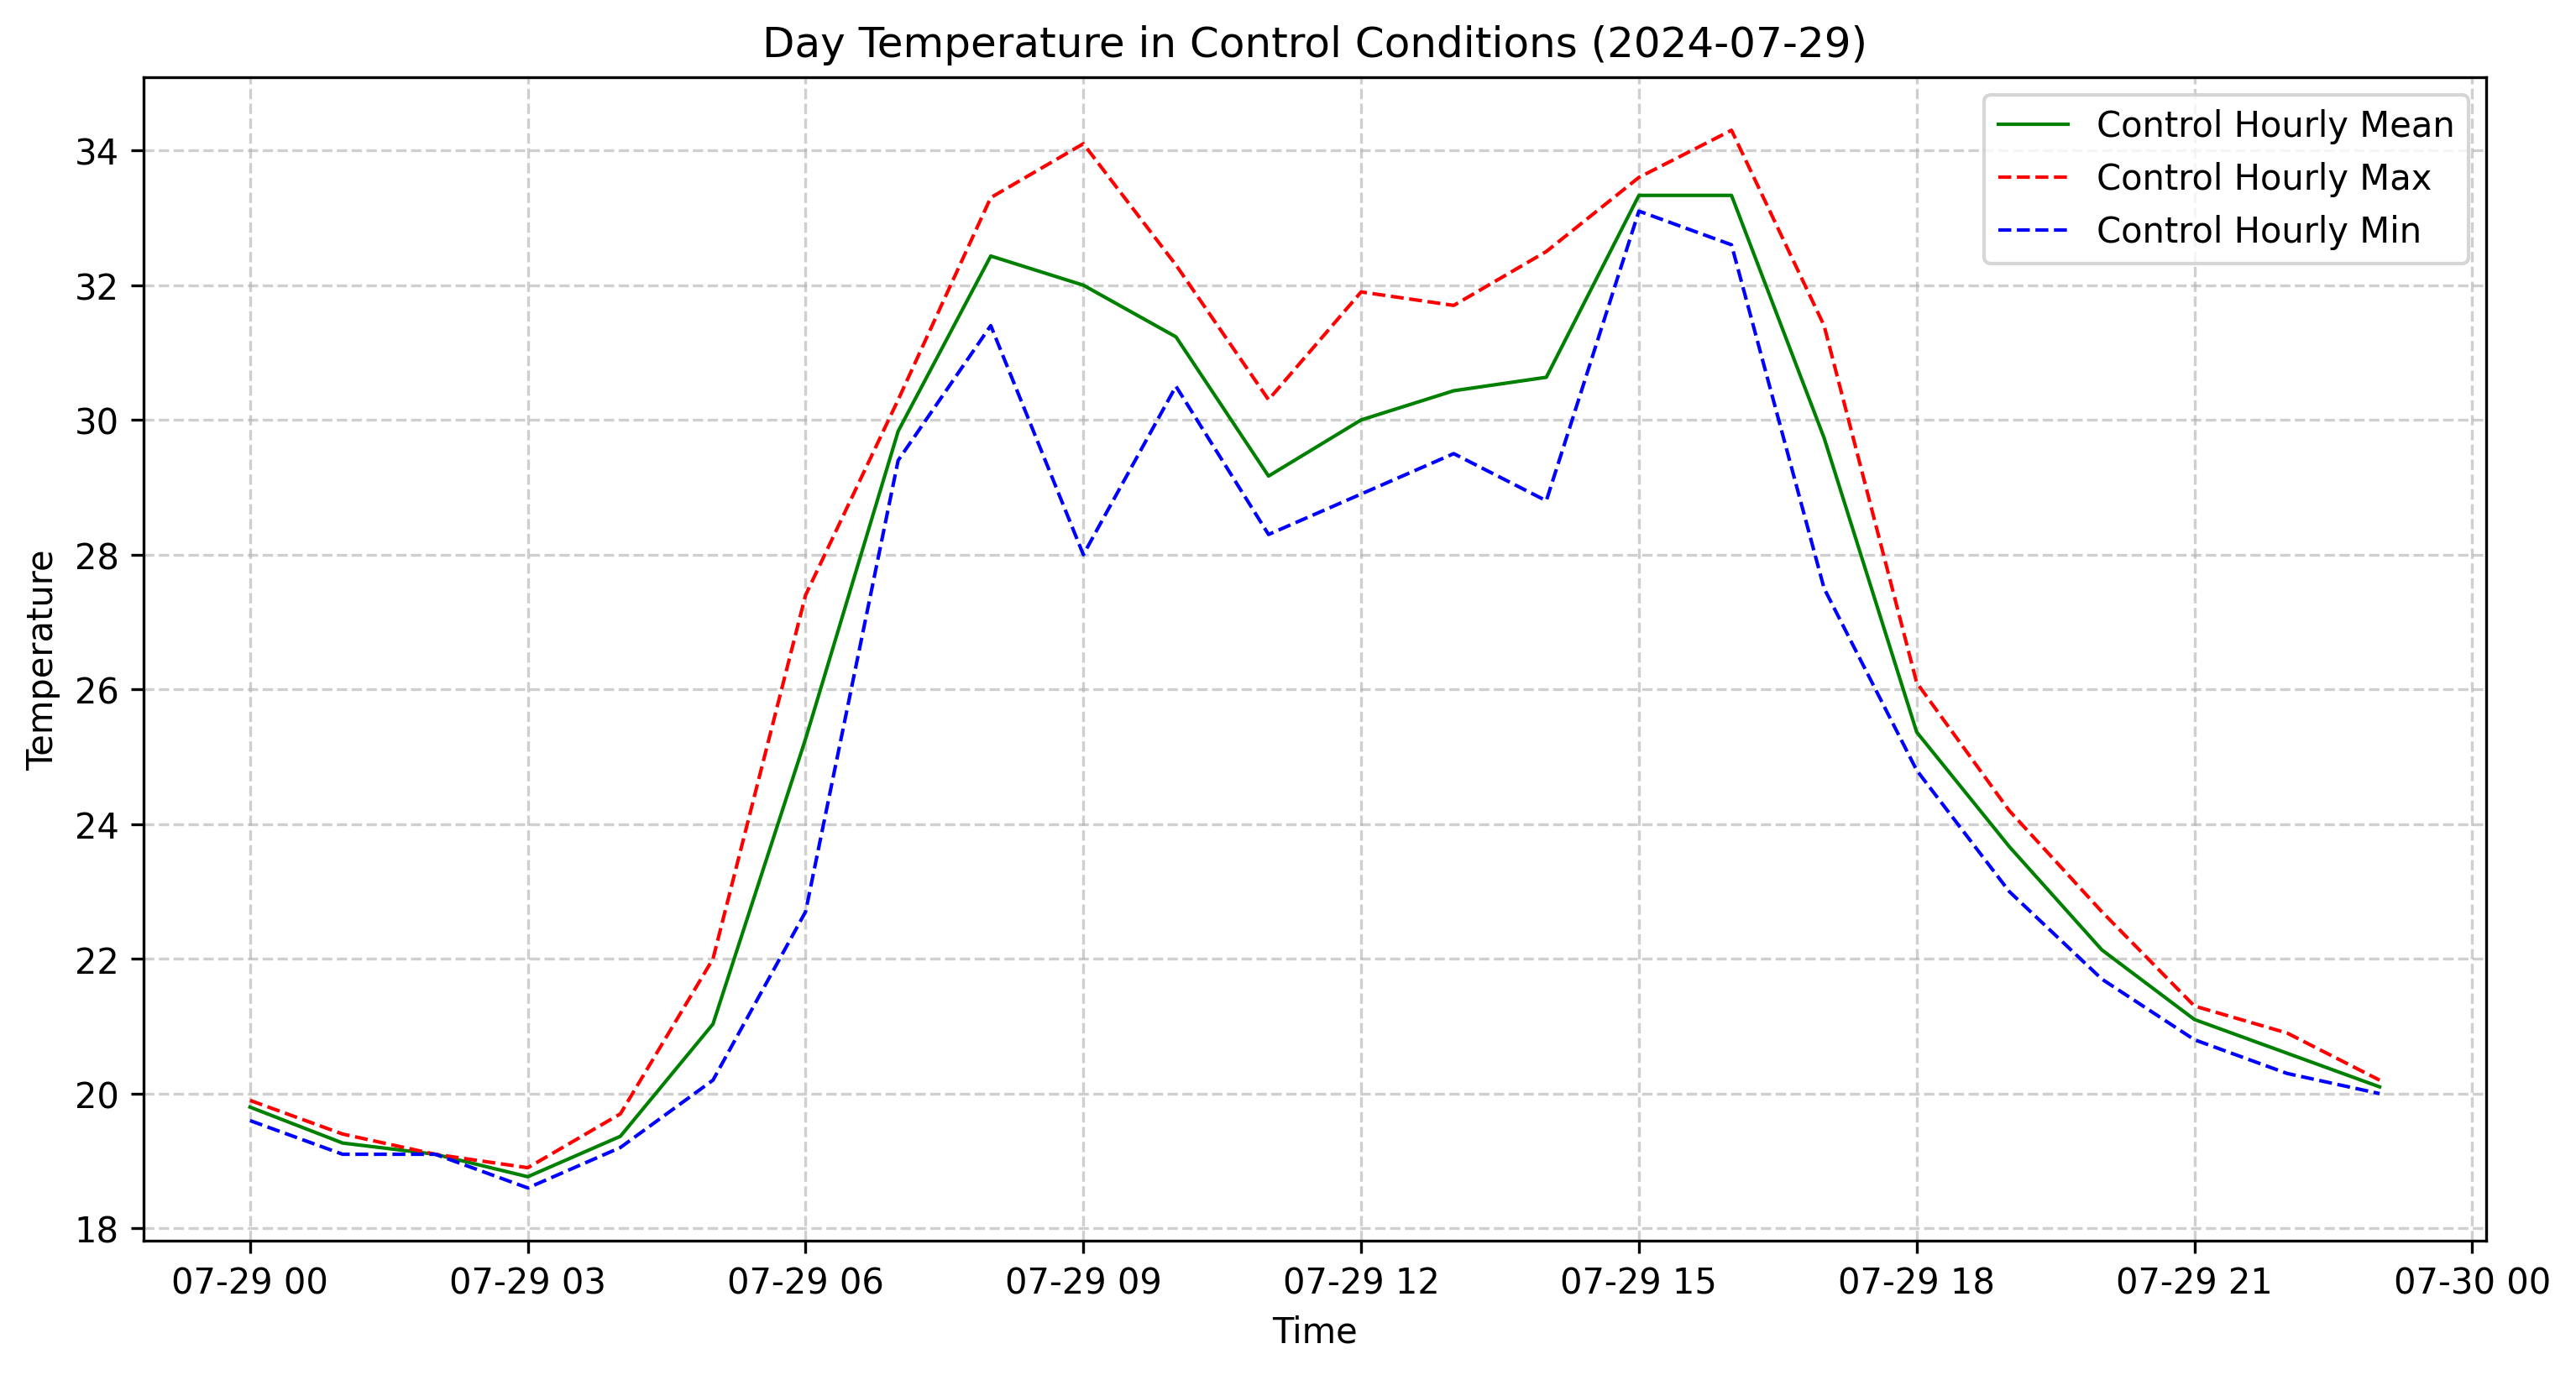 Day Temperature in Control Conditions (2024-07-29)
Control Hourly Mean
Control Hourly Max
Control Hourly Min
Temperature
34
32
30
28
26
24
22
20
18
07-29 00 07-29 03 07-29 06 07-29 09 07-29 12 07-29 15 07-29 18 07-29 21 07-30 00
Time